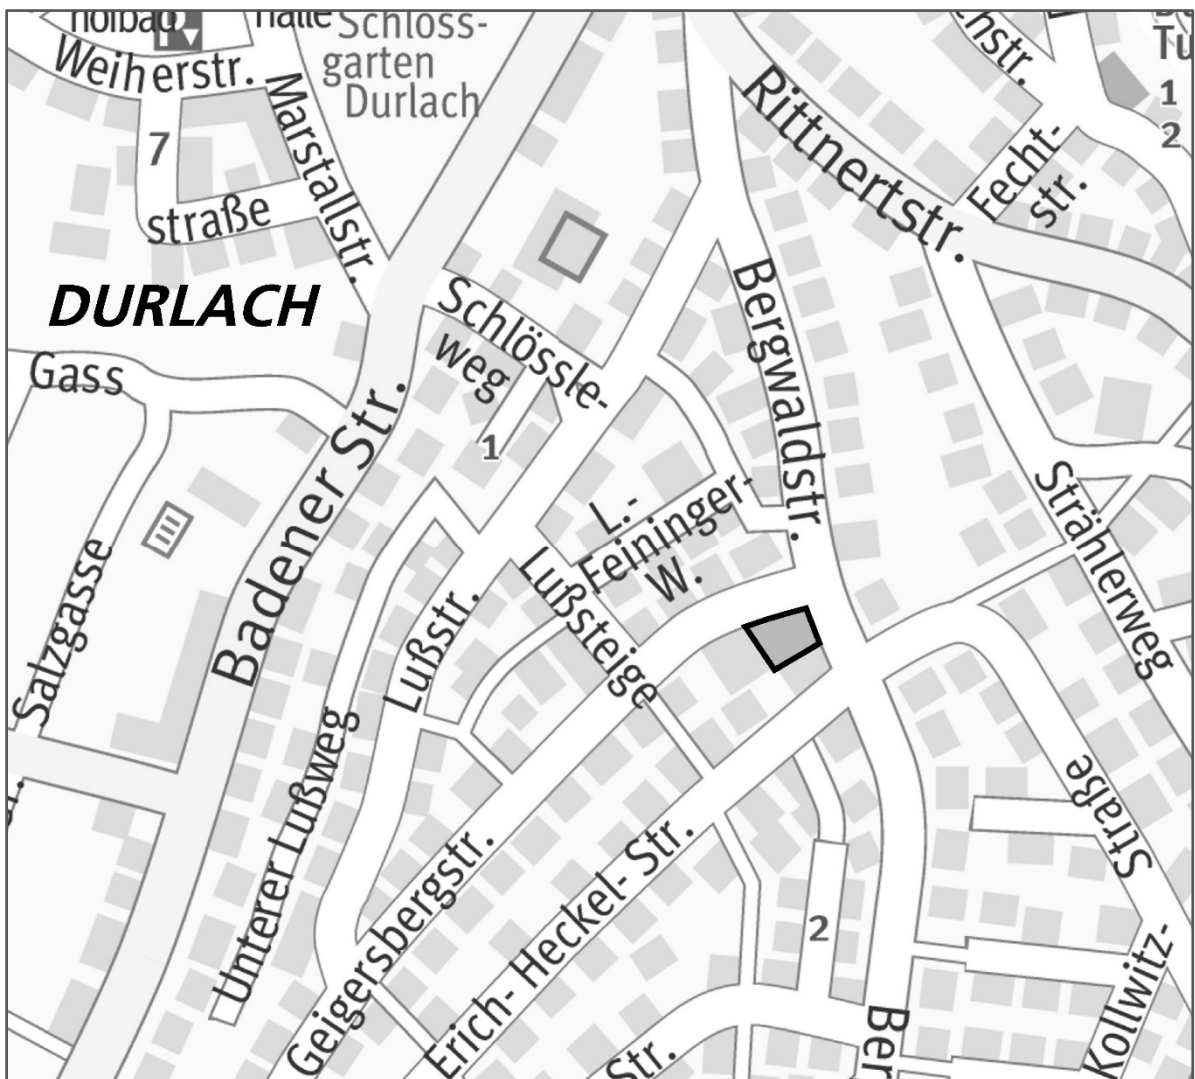 Halle
Schloss-
garten
Durlach
Weiherstr.
Marstallstr.
7
straße
Rittnertstr.
Fecht-
str.
1
2
DURLACH
Schlössle-
weg
1
Bergwaldstr.
Gass
Badener Str.
L.-
Feininger-
W.
Strählerweg
Salzgasse
Lußstr.
Lußsteige
Unterer Lußweg
Straße
Geigersbergstr.
Erich-Heckel-Str.
2
Kollwitz-
Str.
Ber